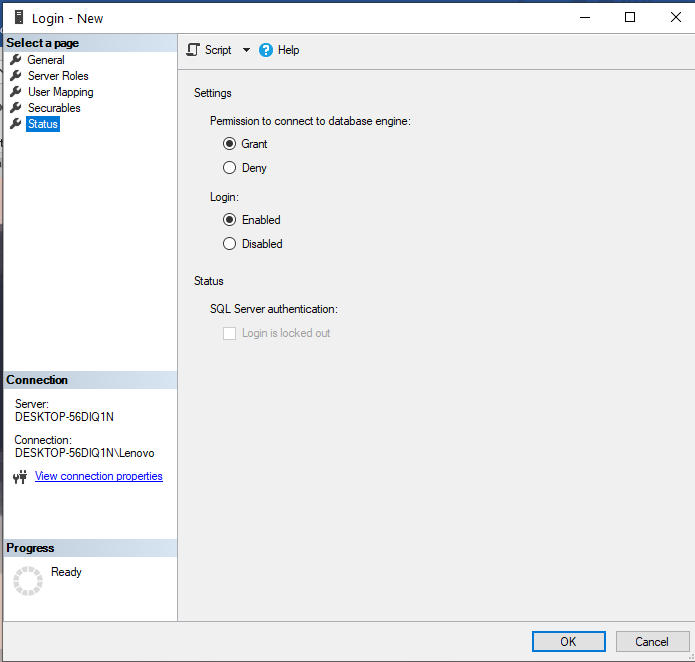 Login - New
Select a page
General
Server Roles
User Mapping
Securables
Status
Script
Help
Settings
Permission to connect to database engine:
Grant
Deny
Login:
Enabled
Disabled
Status
SQL Server authentication:
Login is locked out
Connection
Server:
DESKTOP-56DIQ1N
Connection:
DESKTOP-56DIQ1N\Lenovo
View connection properties
Progress
Ready
OK
Cancel